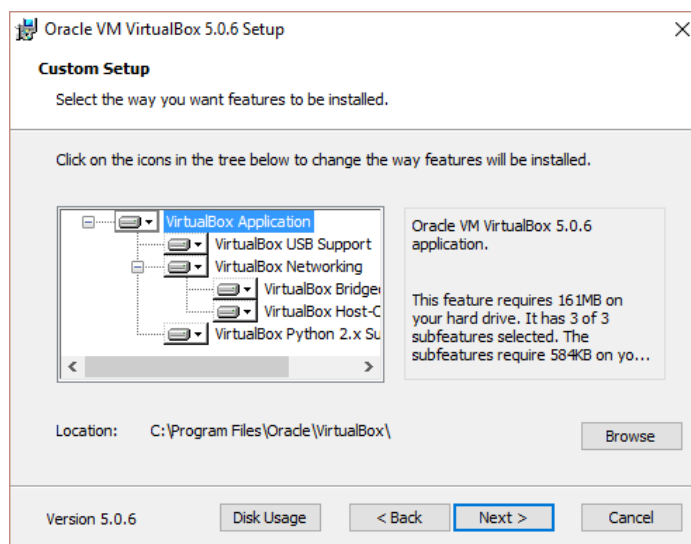 Oracle VM VirtualBox 5.0.6 Setup
Custom Setup
Select the way you want features to be installed.
Click on the icons in the tree below to change the way features will be installed.
VirtualBox Application
VirtualBox USB Support
VirtualBox Networking
VirtualBox Bridge
VirtualBox Host-C
VirtualBox Python 2.x Su
Oracle VM VirtualBox 5.0.6
application.
This feature requires 161MB on
your hard drive. It has 3 of 3
subfeatures selected. The
subfeatures require 584KB on yo...
Location: C:\Program Files\Oracle\VirtualBox\
Browse
Version 5.0.6 Disk Usage < Back Next > Cancel